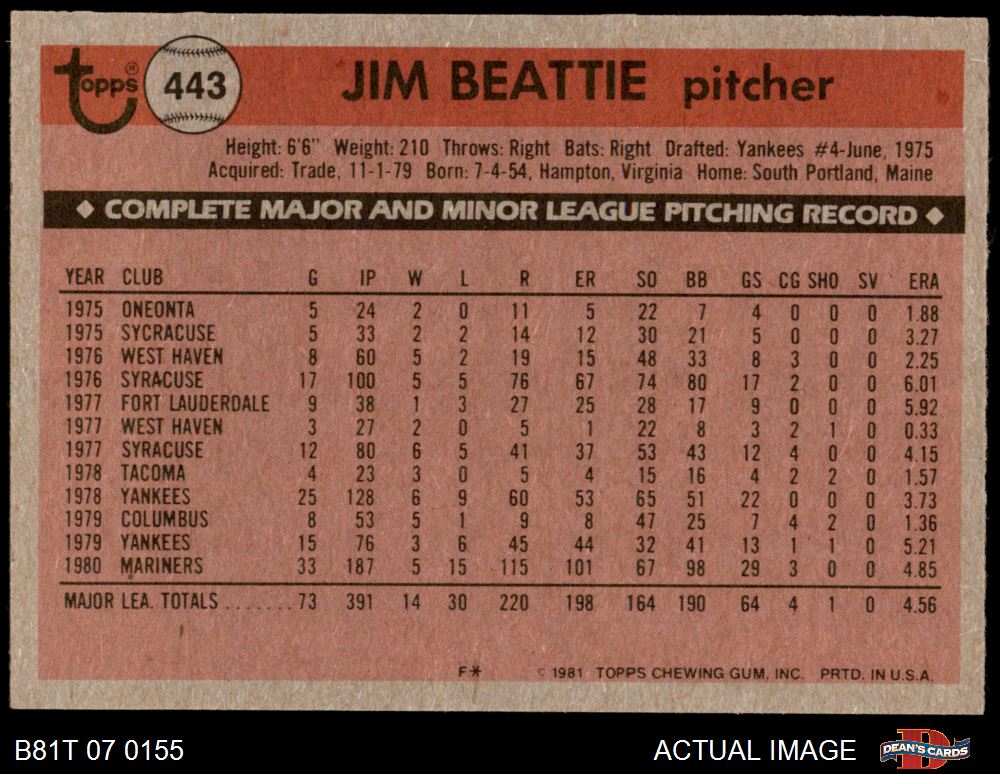 topps® 443 JIM BEATTIE pitcher
Height: 6'6" Weight: 210 Throws: Right Bats: Right Drafted: Yankees #4-June, 1975
Acquired: Trade, 11-1-79 Born: 7-4-54, Hampton, Virginia Home: South Portland, Maine
◆ COMPLETE MAJOR AND MINOR LEAGUE PITCHING RECORD ◆
YEAR CLUB G IP W L R ER SO BB GS CG SHO SV ERA
1975 ONEONTA 5 24 2 0 11 5 22 7 4 0 0 0 1.88
1975 SYCRACUSE 5 33 2 2 14 12 30 21 5 0 0 0 3.27
1976 WEST HAVEN 8 60 5 2 19 15 48 33 8 3 0 0 2.25
1976 SYRACUSE 17 100 5 5 76 67 74 80 17 2 0 0 6.01
1977 FORT LAUDERDALE 9 38 1 3 27 25 28 17 9 0 0 0 5.92
1977 WEST HAVEN 3 27 2 0 5 1 22 8 3 2 1 0 0.33
1977 SYRACUSE 12 80 6 5 41 37 53 43 12 4 0 0 4.15
1978 TACOMA 4 23 3 0 5 4 15 16 4 2 2 0 1.57
1978 YANKEES 25 128 6 9 60 53 65 51 22 0 0 0 3.73
1979 COLUMBUS 8 53 5 1 9 8 47 25 7 4 2 0 1.36
1979 YANKEES 15 76 3 6 45 44 32 41 13 1 1 0 5.21
1980 MARINERS 33 187 5 15 115 101 67 98 29 3 0 0 4.85
MAJOR LEA. TOTALS ....... 73 391 14 30 220 198 164 190 64 4 1 0 4.56
F* © 1981 TOPPS CHEWING GUM, INC. PRTD. IN U.S.A.
B81T 07 0155 ACTUAL IMAGE DEAN'S CARDS